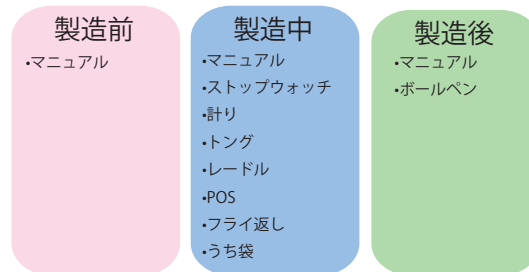 製造前
•マニュアル
製造中
•マニュアル
•ストップウォッチ
•計り
•トング
•レードル
•POS
•フライ返し
•うち袋
製造後
•マニュアル
•ボールペン